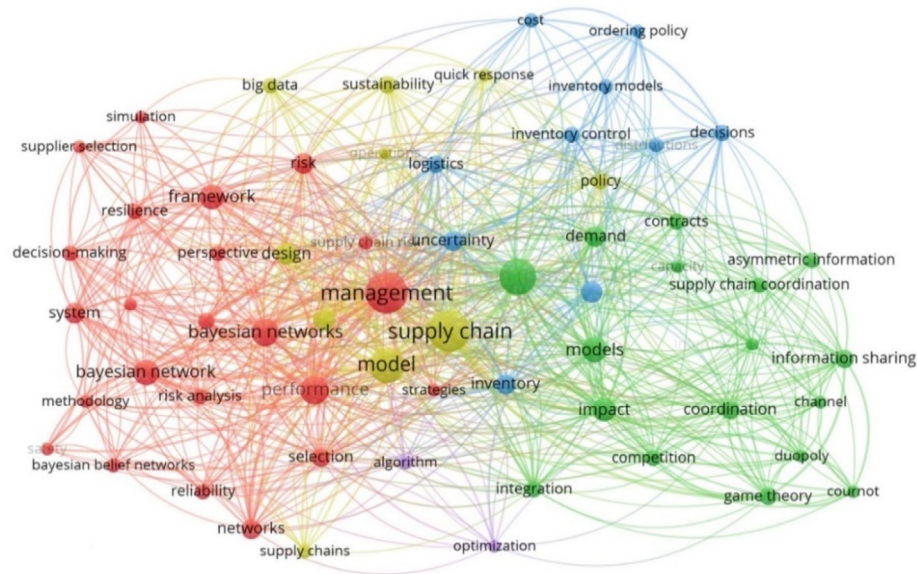 cost
ordering policy
big data
sustainability
quick response
inventory models
simulation
supplier selection
risk
operations
logistics
inventory control
distributions
decisions
framework
policy
resilience
contracts
decision-making
perspective
design
supply chain risk
uncertainty
demand
asymmetric information
capacity
supply chain coordination
management
system
bayesian networks
supply chain
models
information sharing
bayesian network
model
methodology
risk analysis
performance
strategies
inventory
impact
coordination
channel
safety
bayesian belief networks
selection
algorithm
competition
duopoly
reliability
integration
game theory
cournot
networks
supply chains
optimization